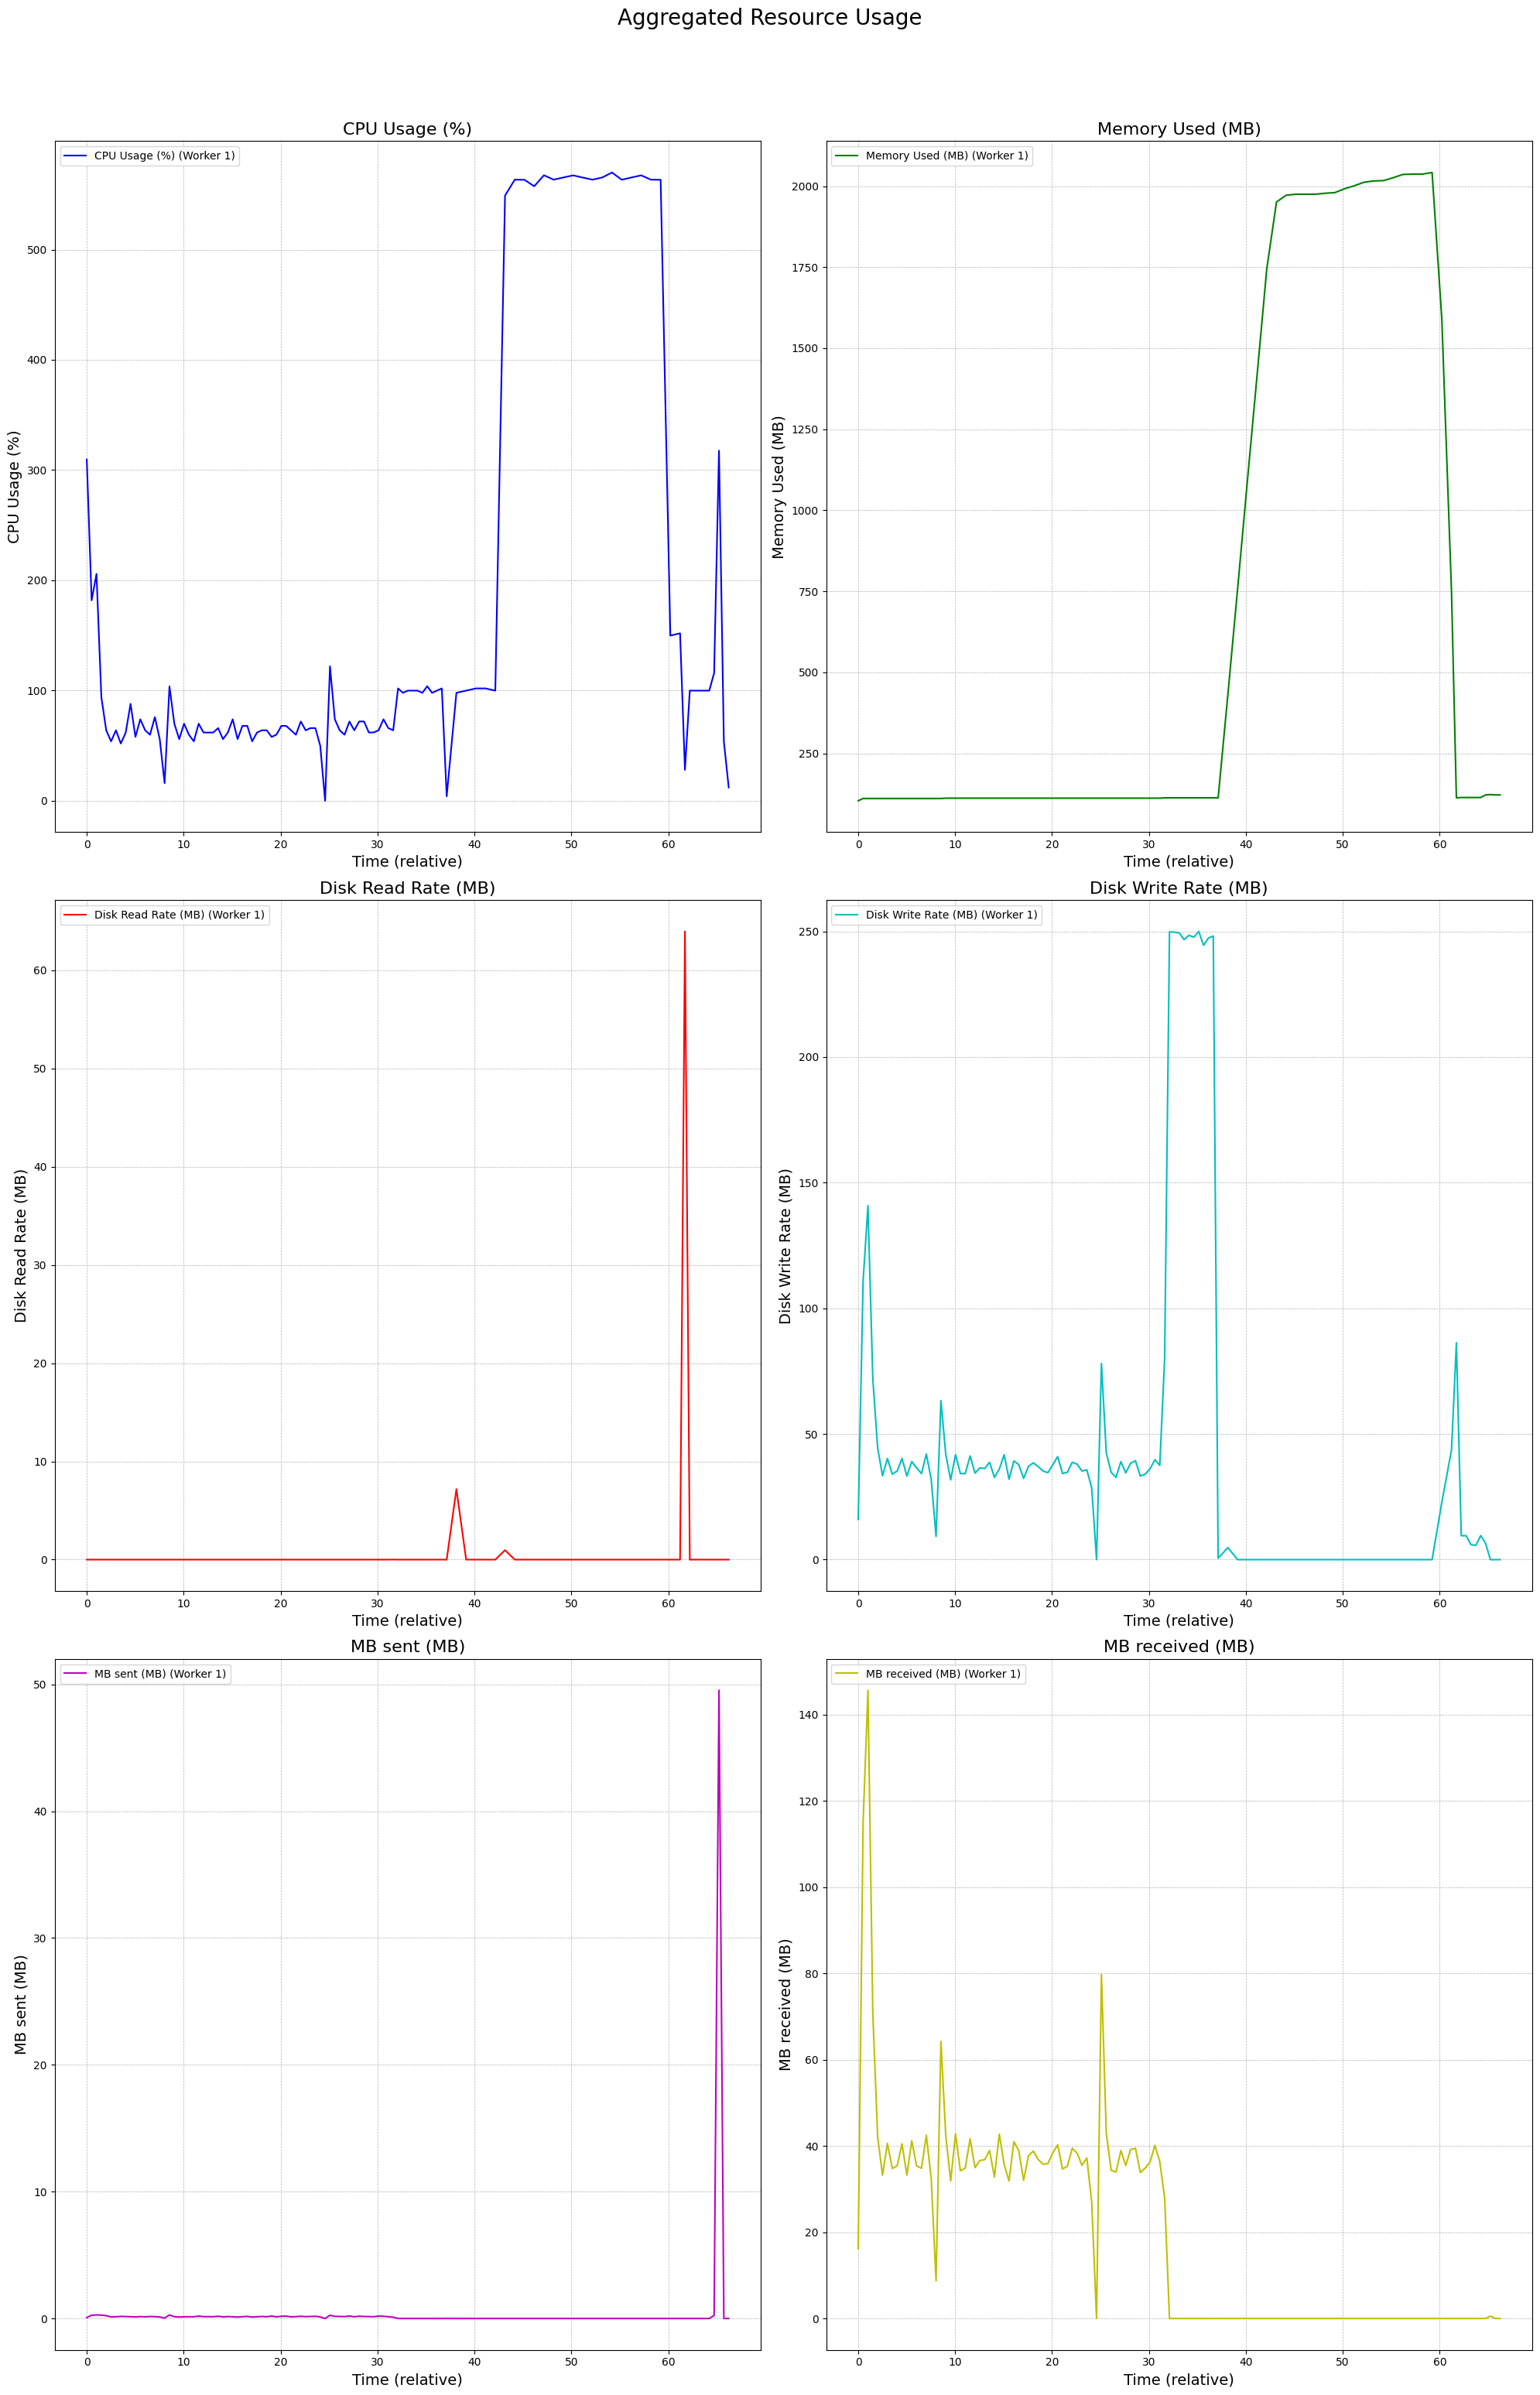 Aggregated Resource Usage
CPU Usage (%)
CPU Usage (%) (Worker 1)
CPU Usage (%)
500
400
300
200
100
0
0 10 20 30 40 50 60
Time (relative)
Memory Used (MB)
Memory Used (MB) (Worker 1)
Memory Used (MB)
2000
1750
1500
1250
1000
750
500
250
0 10 20 30 40 50 60
Time (relative)
Disk Read Rate (MB)
Disk Read Rate (MB) (Worker 1)
Disk Read Rate (MB)
60
50
40
30
20
10
0
0 10 20 30 40 50 60
Time (relative)
Disk Write Rate (MB)
Disk Write Rate (MB) (Worker 1)
Disk Write Rate (MB)
250
200
150
100
50
0
0 10 20 30 40 50 60
Time (relative)
MB sent (MB)
MB sent (MB) (Worker 1)
MB sent (MB)
50
40
30
20
10
0
0 10 20 30 40 50 60
Time (relative)
MB received (MB)
MB received (MB) (Worker 1)
MB received (MB)
140
120
100
80
60
40
20
0
0 10 20 30 40 50 60
Time (relative)